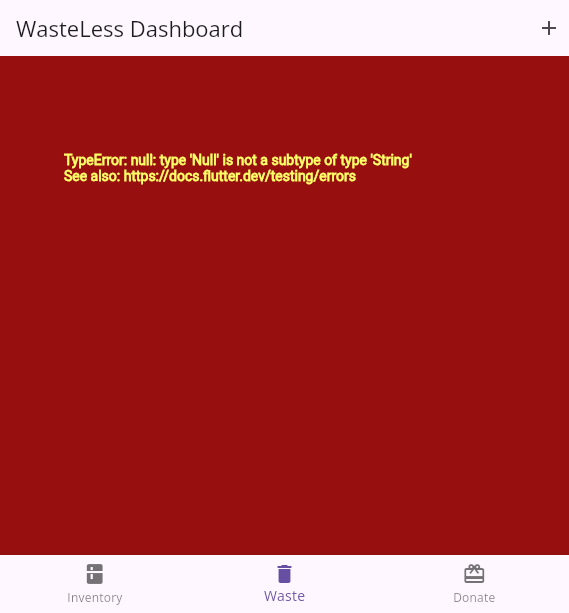 WasteLess Dashboard
TypeError: null: type 'Null' is not a subtype of type 'String'
See also: https://docs.flutter.dev/testing/errors
Inventory
Waste
Donate